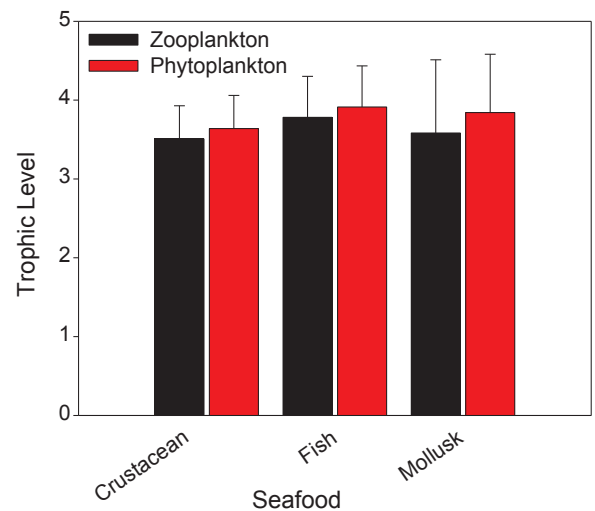 5
4
3
2
1
0
Trophic Level
Zooplankton
Phytoplankton
Crustacean
Fish
Mollusk
Seafood